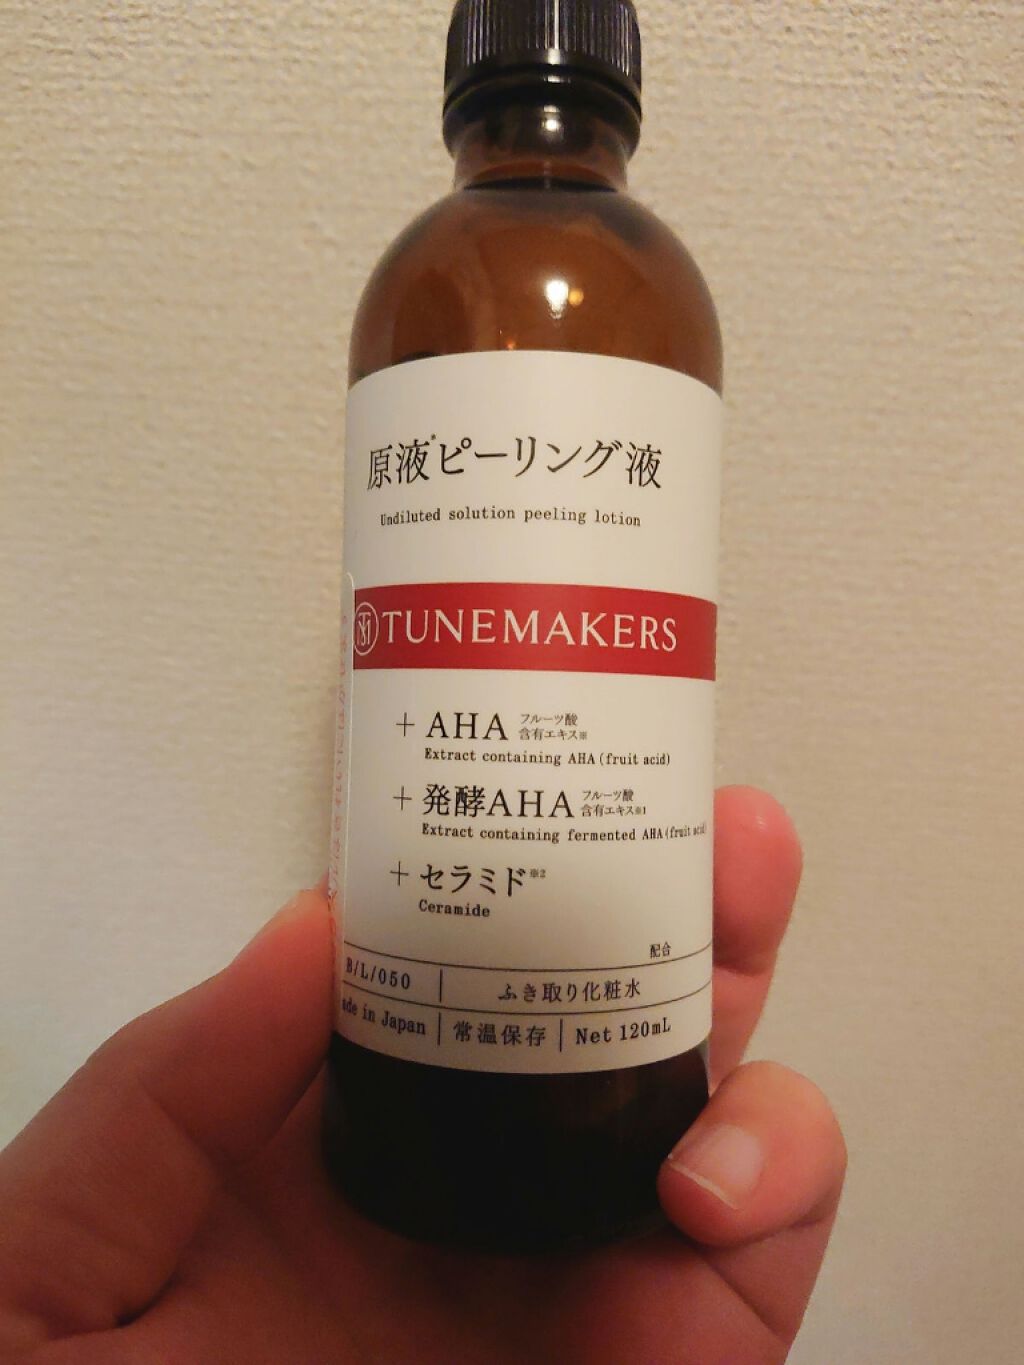 原液*ピーリング液
Undiluted solution peeling lotion
TUNEMAKERS
+ AHA フルーツ酸
含有エキス※
Extract containing AHA (fruit acid)
+ 発酵AHA フルーツ酸
含有エキス※1
Extract containing fermented AHA (fruit acid)
+ セラミド※2
Ceramide
配合
B/L/050 | ふき取り化粧水
ade in Japan | 常温保存 | Net 120mL